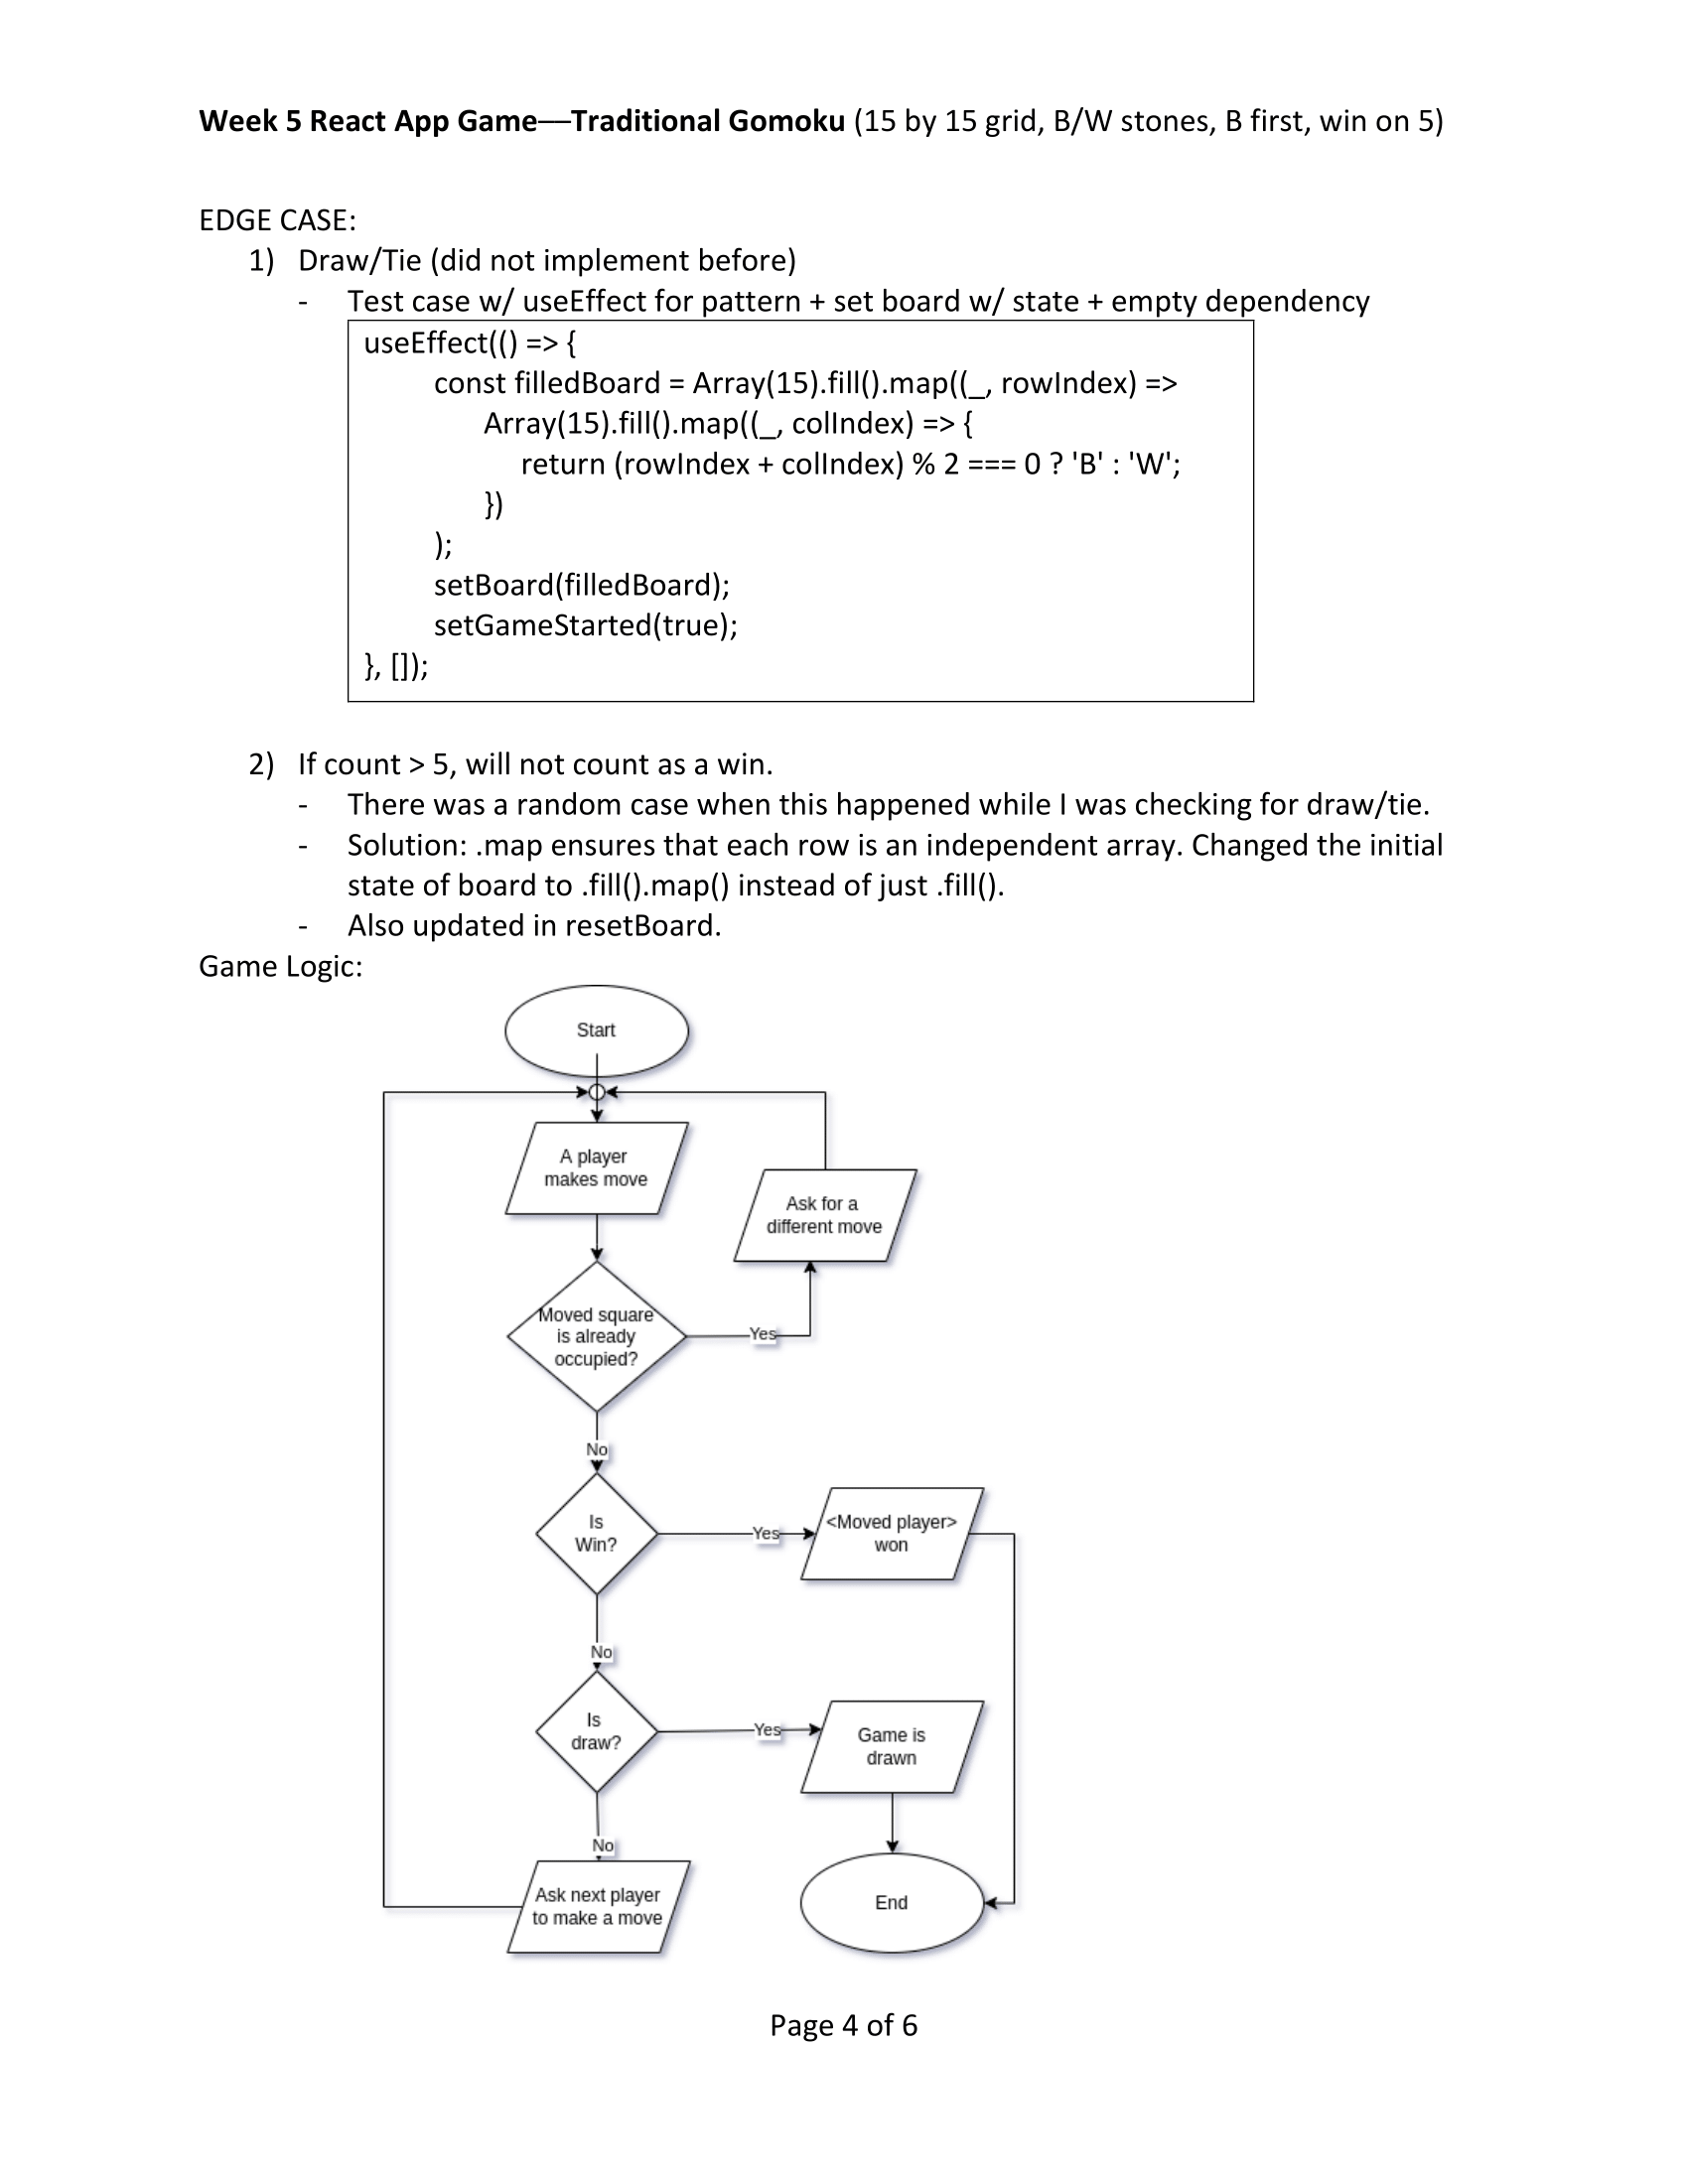 Week 5 React App Game—Traditional Gomoku (15 by 15 grid, B/W stones, B first, win on 5)
EDGE CASE:
1) Draw/Tie (did not implement before)
- Test case w/ useEffect for pattern + set board w/ state + empty dependency
useEffect(() => {
const filledBoard = Array(15).fill().map((_, rowIndex) =>
Array(15).fill().map((_, colIndex) => {
return (rowIndex + colIndex) % 2 === 0 ? 'B' : 'W';
})
);
setBoard(filledBoard);
setGameStarted(true);
}, []);
2) If count > 5, will not count as a win.
- There was a random case when this happened while I was checking for draw/tie.
- Solution: .map ensures that each row is an independent array. Changed the initial
state of board to .fill().map() instead of just .fill().
- Also updated in resetBoard.
Game Logic:
Start
A player
makes move
Ask for a
different move
Moved square
is already
occupied?
Yes
No
Is
Win?
Yes
<Moved player>
won
No
Is
draw?
Yes
Game is
drawn
No
Ask next player
to make a move
End
Page 4 of 6